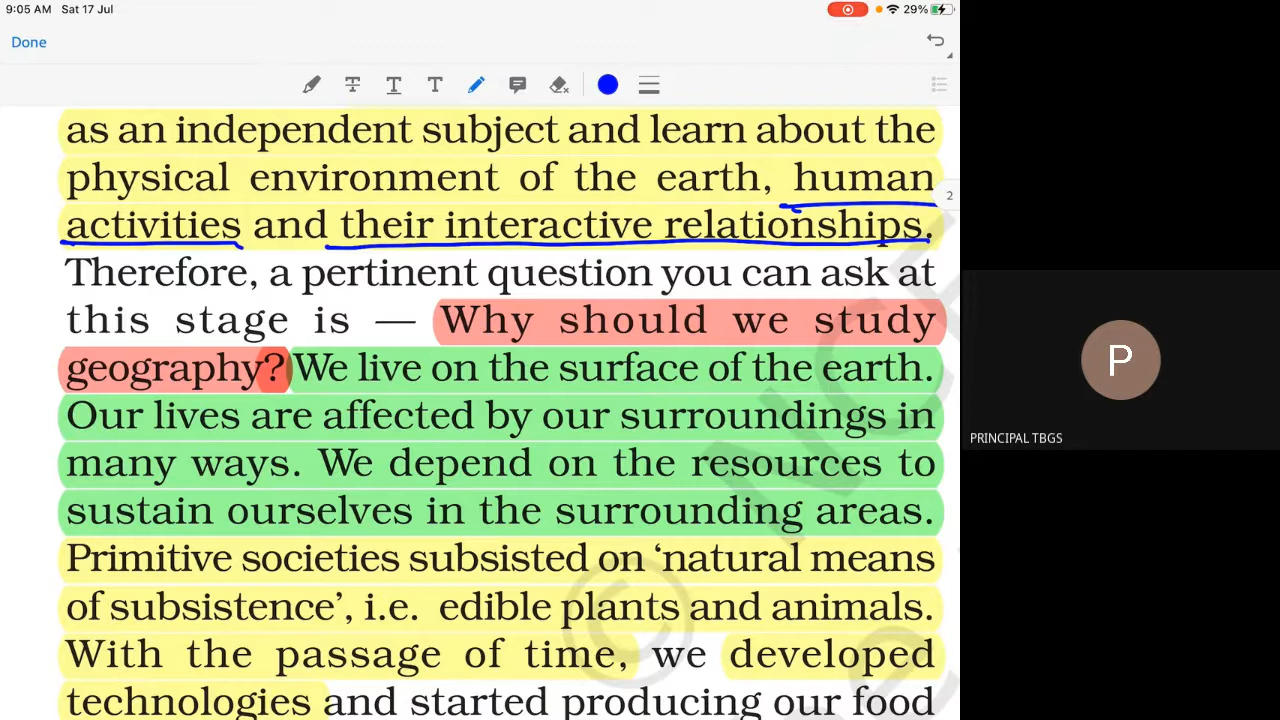 9:05 AM Sat 17 Jul
29%
Done
as an independent subject and learn about the
physical environment of the earth, human
2
activities and their interactive relationships.
Therefore, a pertinent question you can ask at
this stage is — Why should we study
geography? We live on the surface of the earth.
Our lives are affected by our surroundings in
many ways. We depend on the resources to
sustain ourselves in the surrounding areas.
Primitive societies subsisted on ‘natural means
of subsistence’, i.e. edible plants and animals.
With the passage of time, we developed
technologies and started producing our food
P
PRINCIPAL TBGS